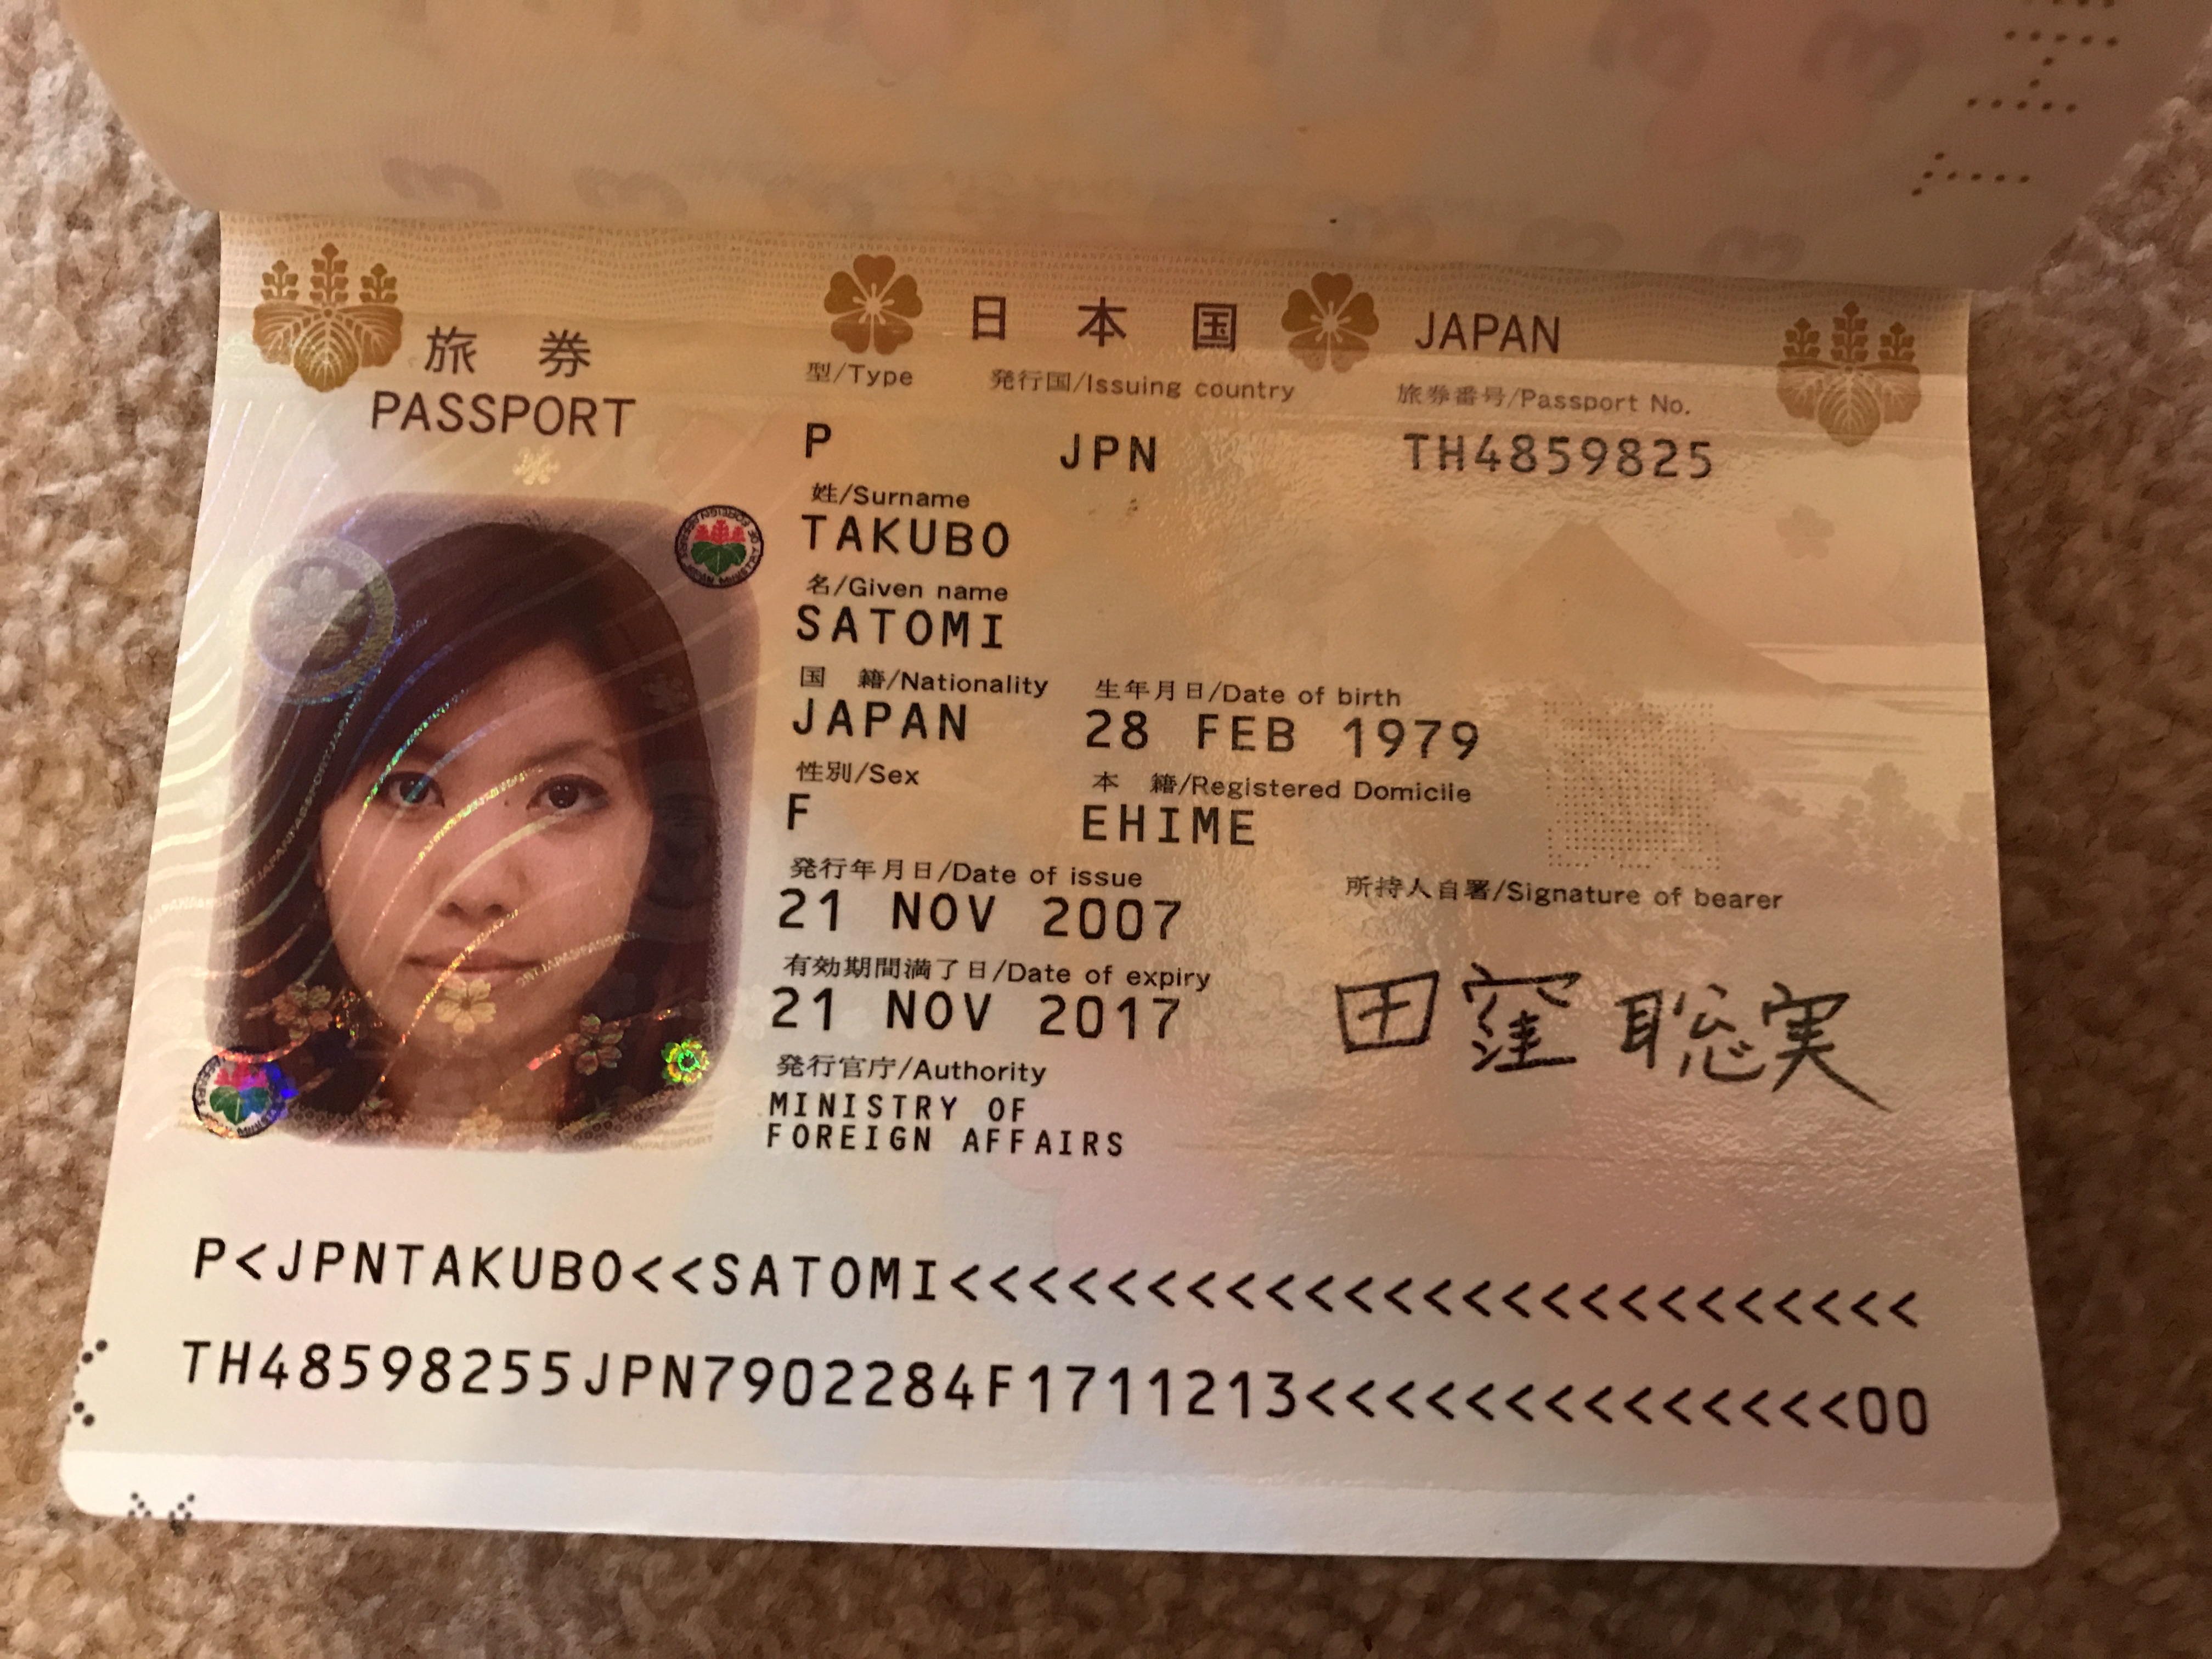 旅券 日本国 JAPAN
PASSPORT
型/Type 発行国/Issuing country 旅券番号/Passport No.
P JPN TH4859825
姓/Surname
TAKUBO
名/Given name
SATOMI
国 籍/Nationality 生年月日/Date of birth
JAPAN 28 FEB 1979
性別/Sex 本 籍/Registered Domicile
F EHIME
発行年月日/Date of issue 所持人自署/Signature of bearer
21 NOV 2007
有効期間満了日/Date of expiry
21 NOV 2017
田窪 聡実
発行官庁/Authority
MINISTRY OF
FOREIGN AFFAIRS
P<JPNTAKUBO<<SATOMI<<<<<<<<<<<<<<<<<<<<<<<<<
TH48598255JPN7902284F1711213<<<<<<<<<<<<<<00